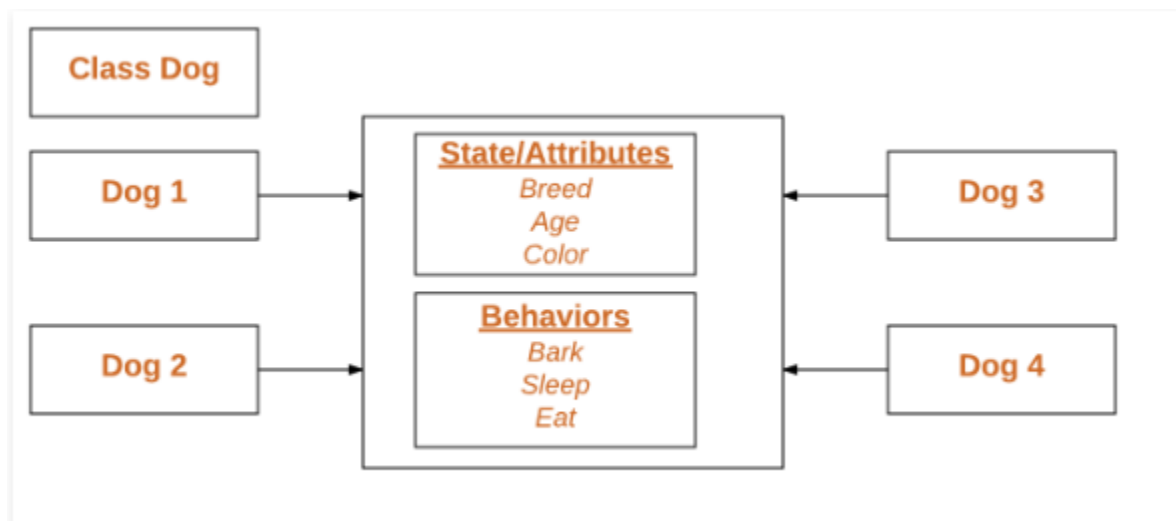 Class Dog
Dog 1
Dog 2
State/Attributes
Breed
Age
Color
Behaviors
Bark
Sleep
Eat
Dog 3
Dog 4